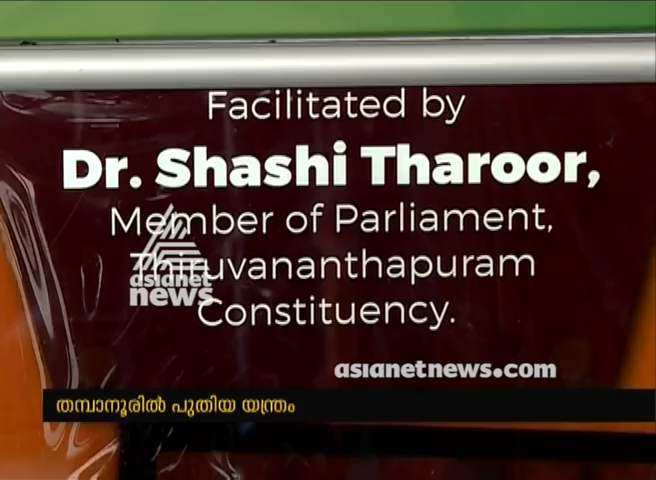 Facilitated by
Dr. Shashi Tharoor,
Member of Parliament,
Thiruvananthapuram
asianet
news
Constituency.
asianetnews.com
തമ്പാനൂരിൽ പുതിയ യന്ത്രം